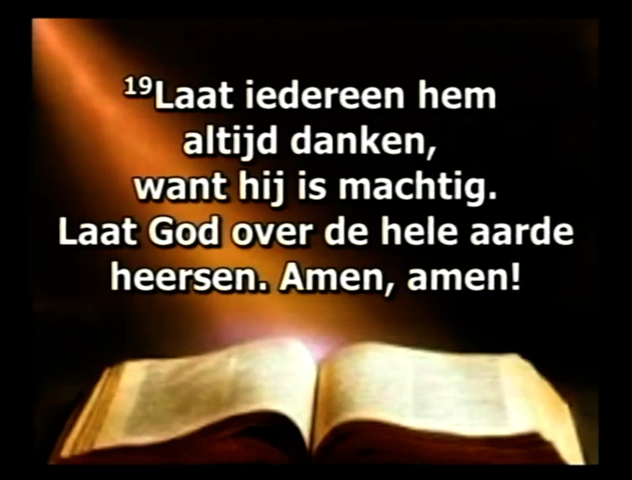 19Laat iedereen hem
altijd danken,
want hij is machtig.
Laat God over de hele aarde
heersen. Amen, amen!